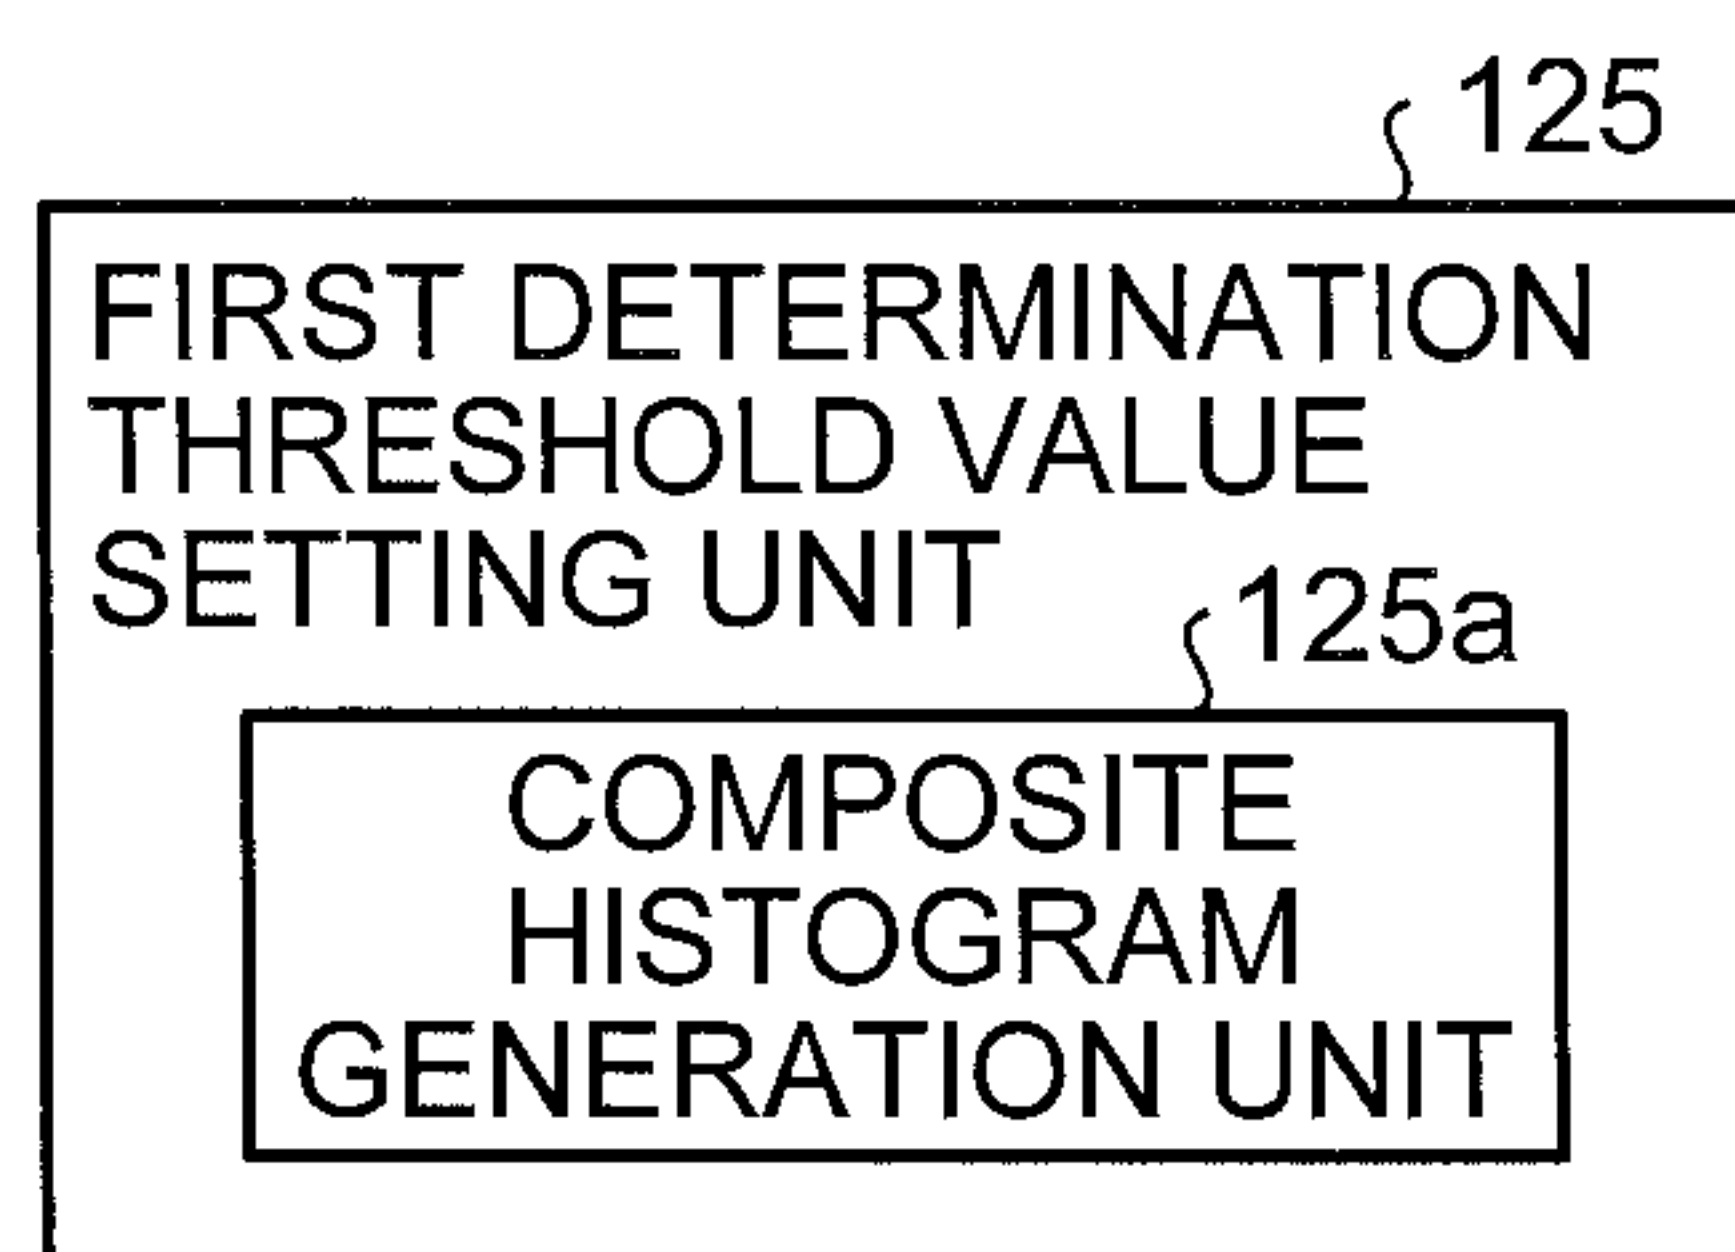 125
FIRST DETERMINATION
THRESHOLD VALUE
SETTING UNIT
125a
COMPOSITE
HISTOGRAM
GENERATION UNIT